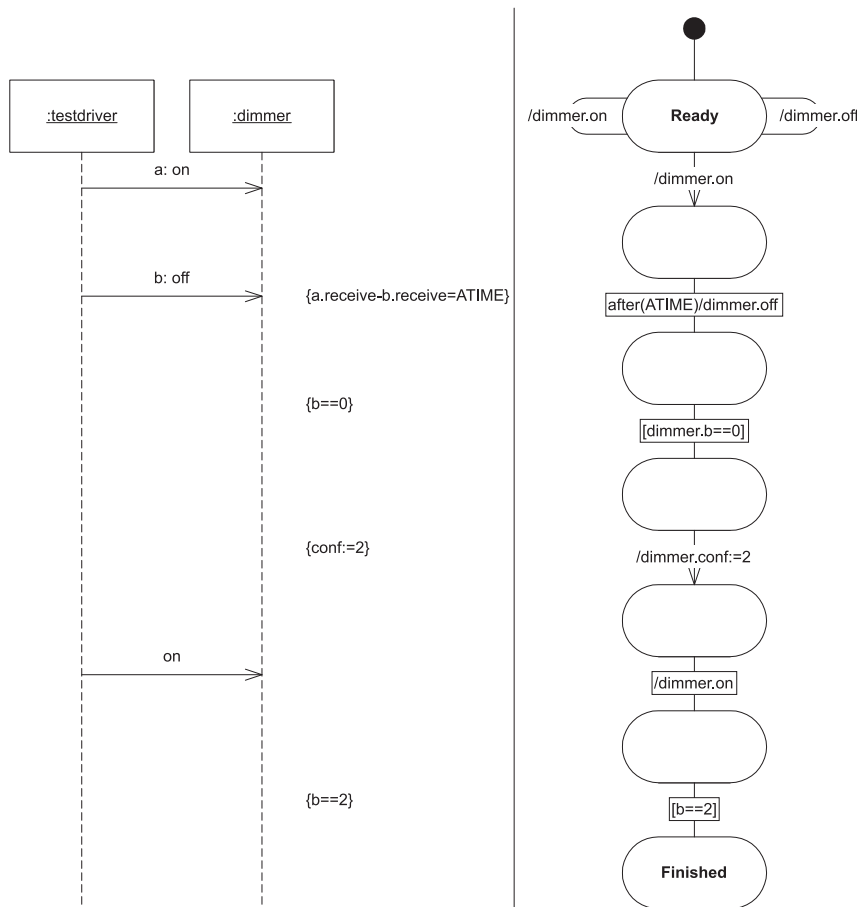 :testdriver
:dimmer
a: on
b: off
{a.receive-b.receive=ATIME}
{b==0}
{conf:=2}
on
{b==2}
/dimmer.on
Ready
/dimmer.off
/dimmer.on
after(ATIME)/dimmer.off
[dimmer.b==0]
/dimmer.conf:=2
/dimmer.on
[b==2]
Finished